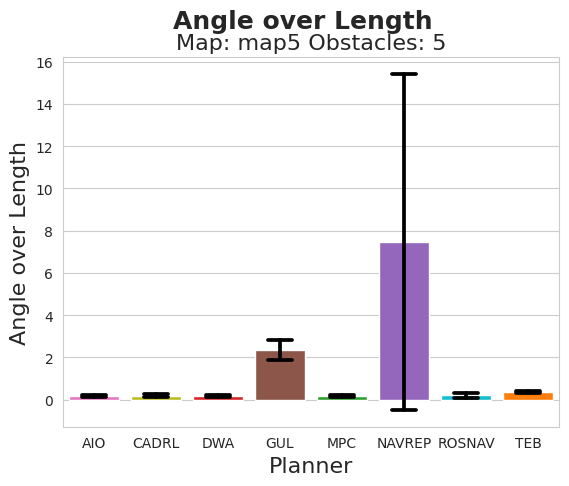 Angle over Length
Map: map5 Obstacles: 5
Angle over Length
16
14
12
10
8
6
4
2
0
AIO CADRL DWA GUL MPC NAVREP ROSNAV TEB
Planner